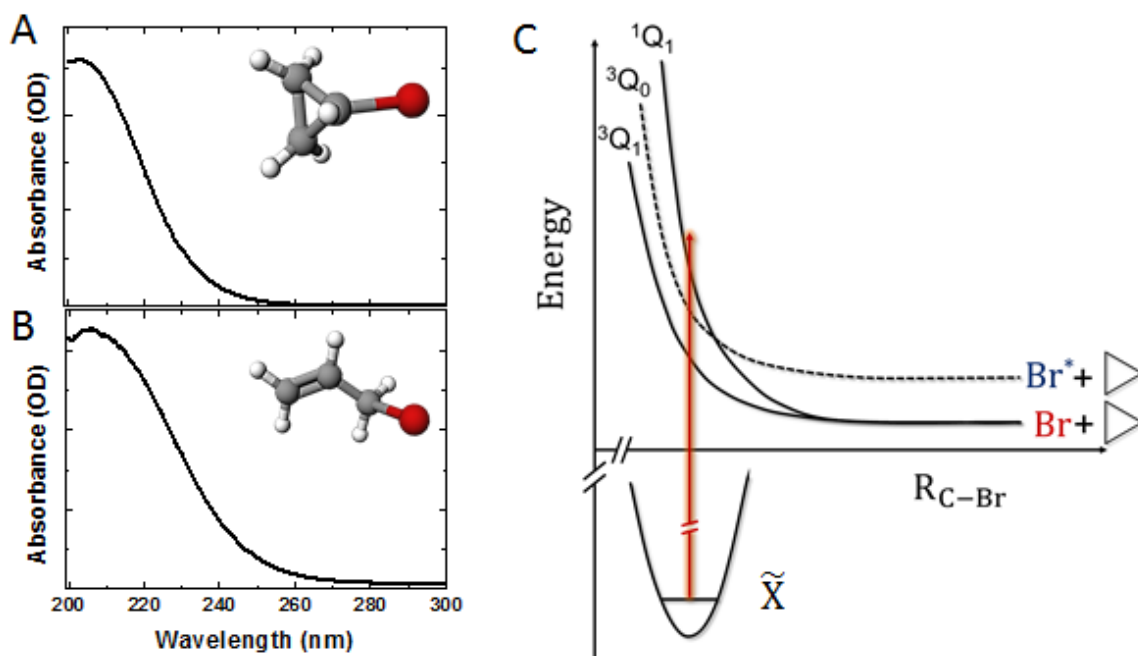 A
Absorbance (OD)
B
Absorbance (OD)
200 220 240 260 280 300
Wavelength (nm)
C
Energy
¹Q₁
³Q₀
³Q₁
Br* +
Br +
R_C−Br
X̃